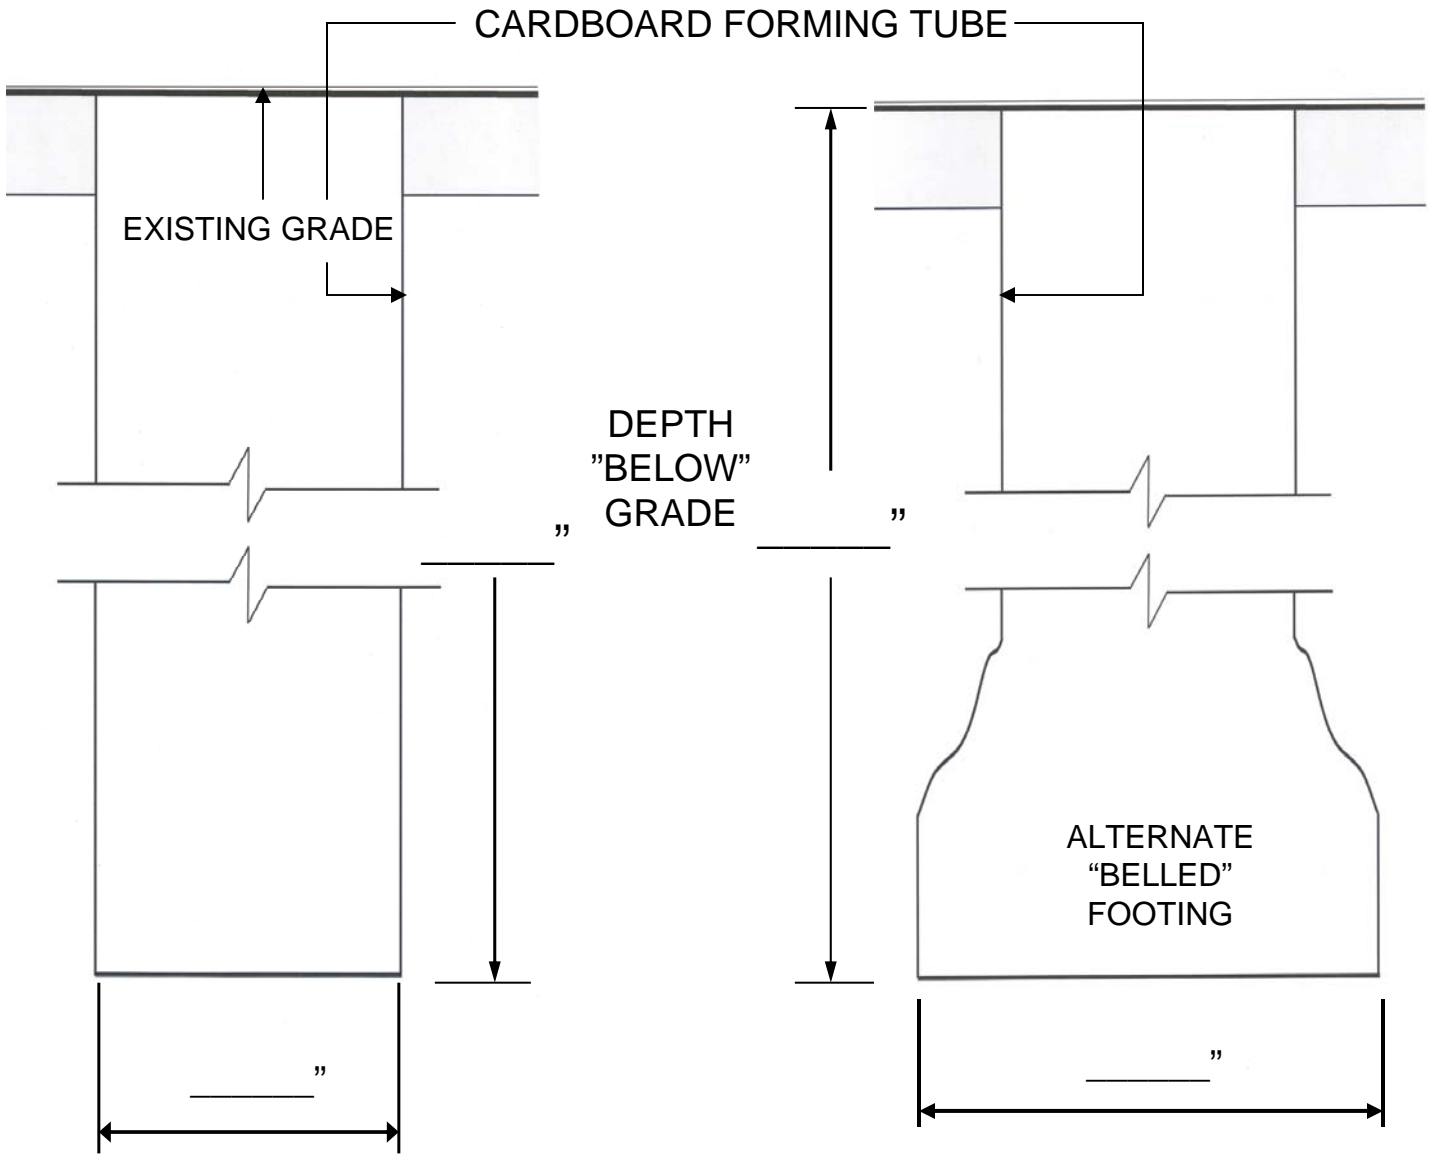 CARDBOARD FORMING TUBE
EXISTING GRADE
DEPTH
”BELOW”
GRADE
______”
______”
ALTERNATE
“BELLED”
FOOTING
______”
______”